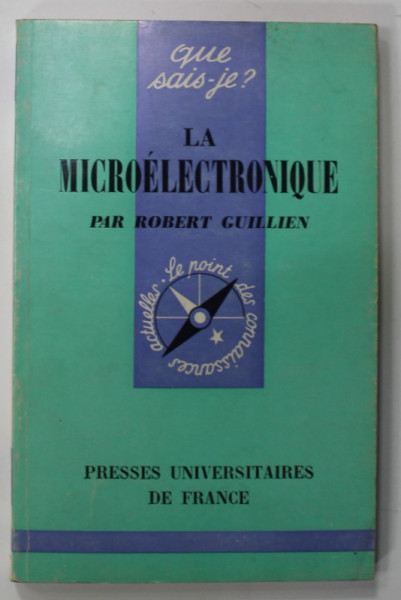 que
sais-je?
LA
MICROÉLECTRONIQUE
PAR ROBERT GUILLIEN
Le point des connaissances actuelles.
PRESSES UNIVERSITAIRES
DE FRANCE